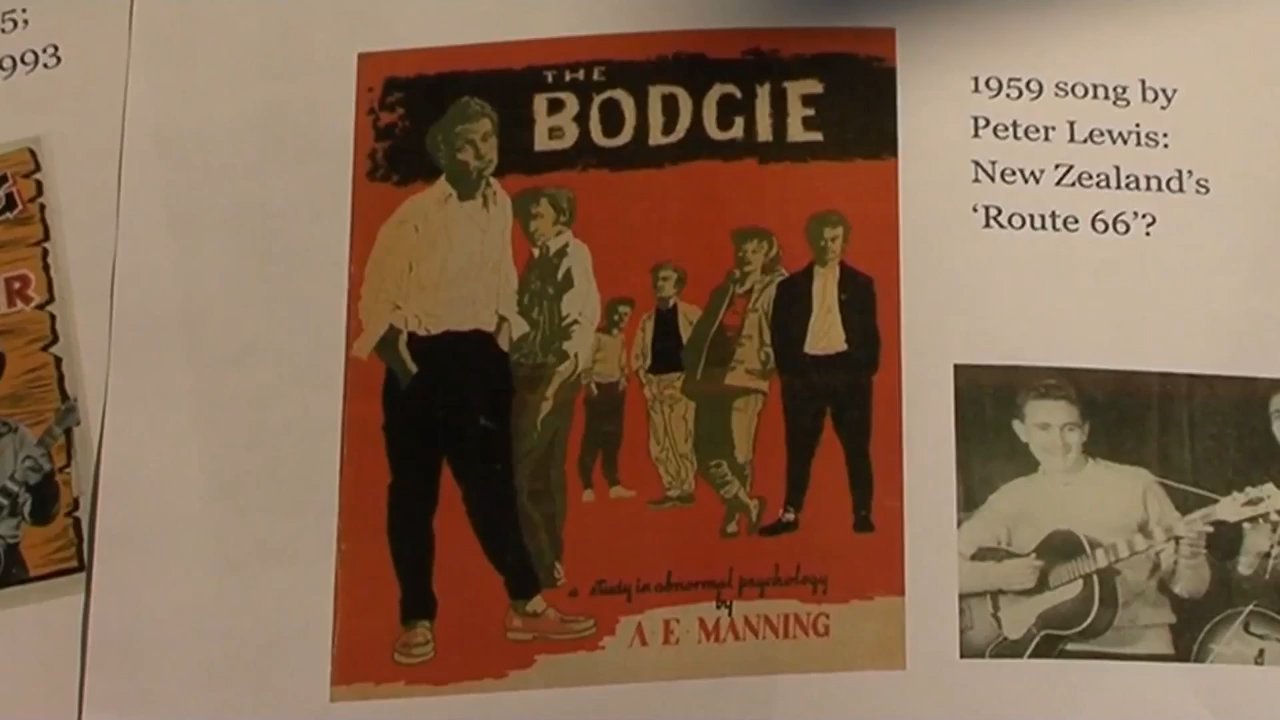 5;
993
G
R
THE
BODGIE
a study in abnormal psychology
by
A E MANNING
1959 song by
Peter Lewis:
New Zealand's
'Route 66'?